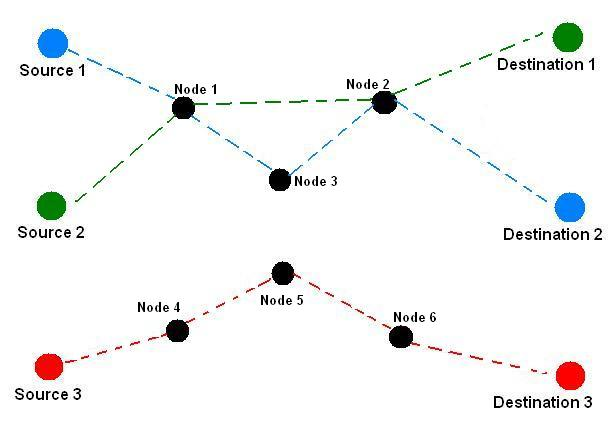 Source 1
Node 1
Node 2
Destination 1
Node 3
Source 2
Destination 2
Node 4
Node 5
Node 6
Source 3
Destination 3